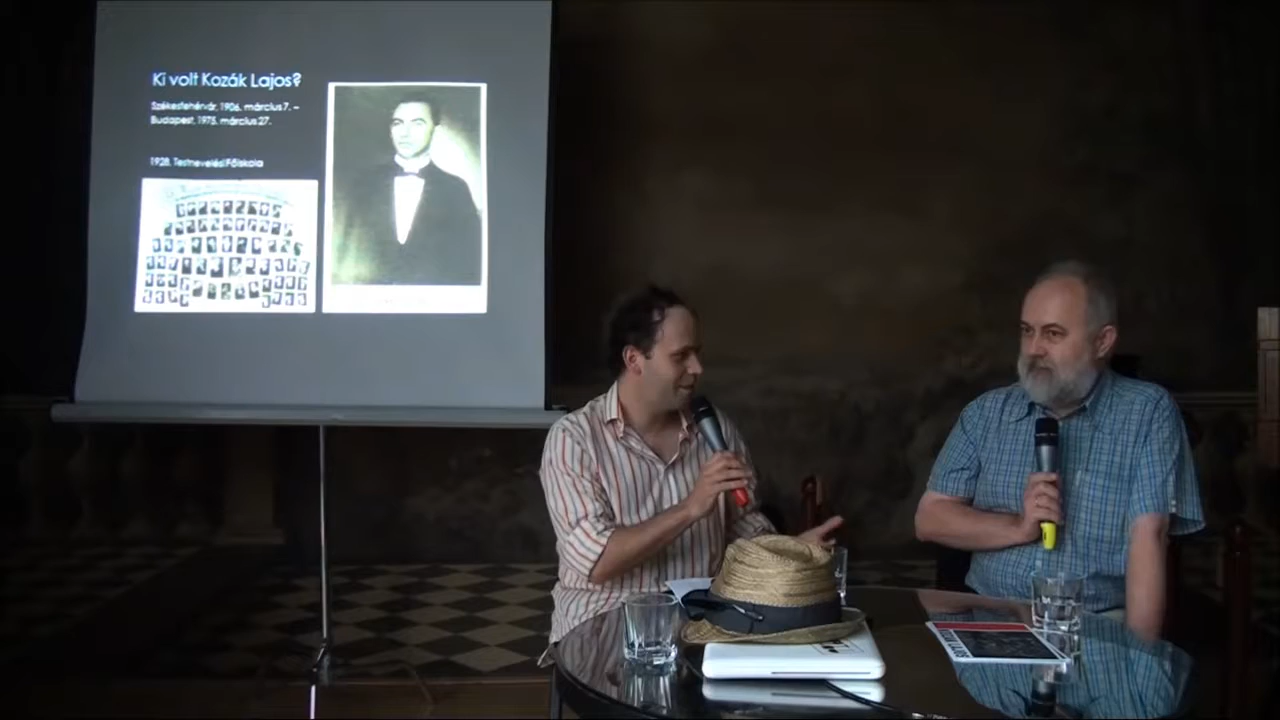 Ki volt Kozák Lajos?
Székesfehérvár, 1906. március 7. –
Budapest, 1975. március 27.
1928, Testnevelési Főiskola